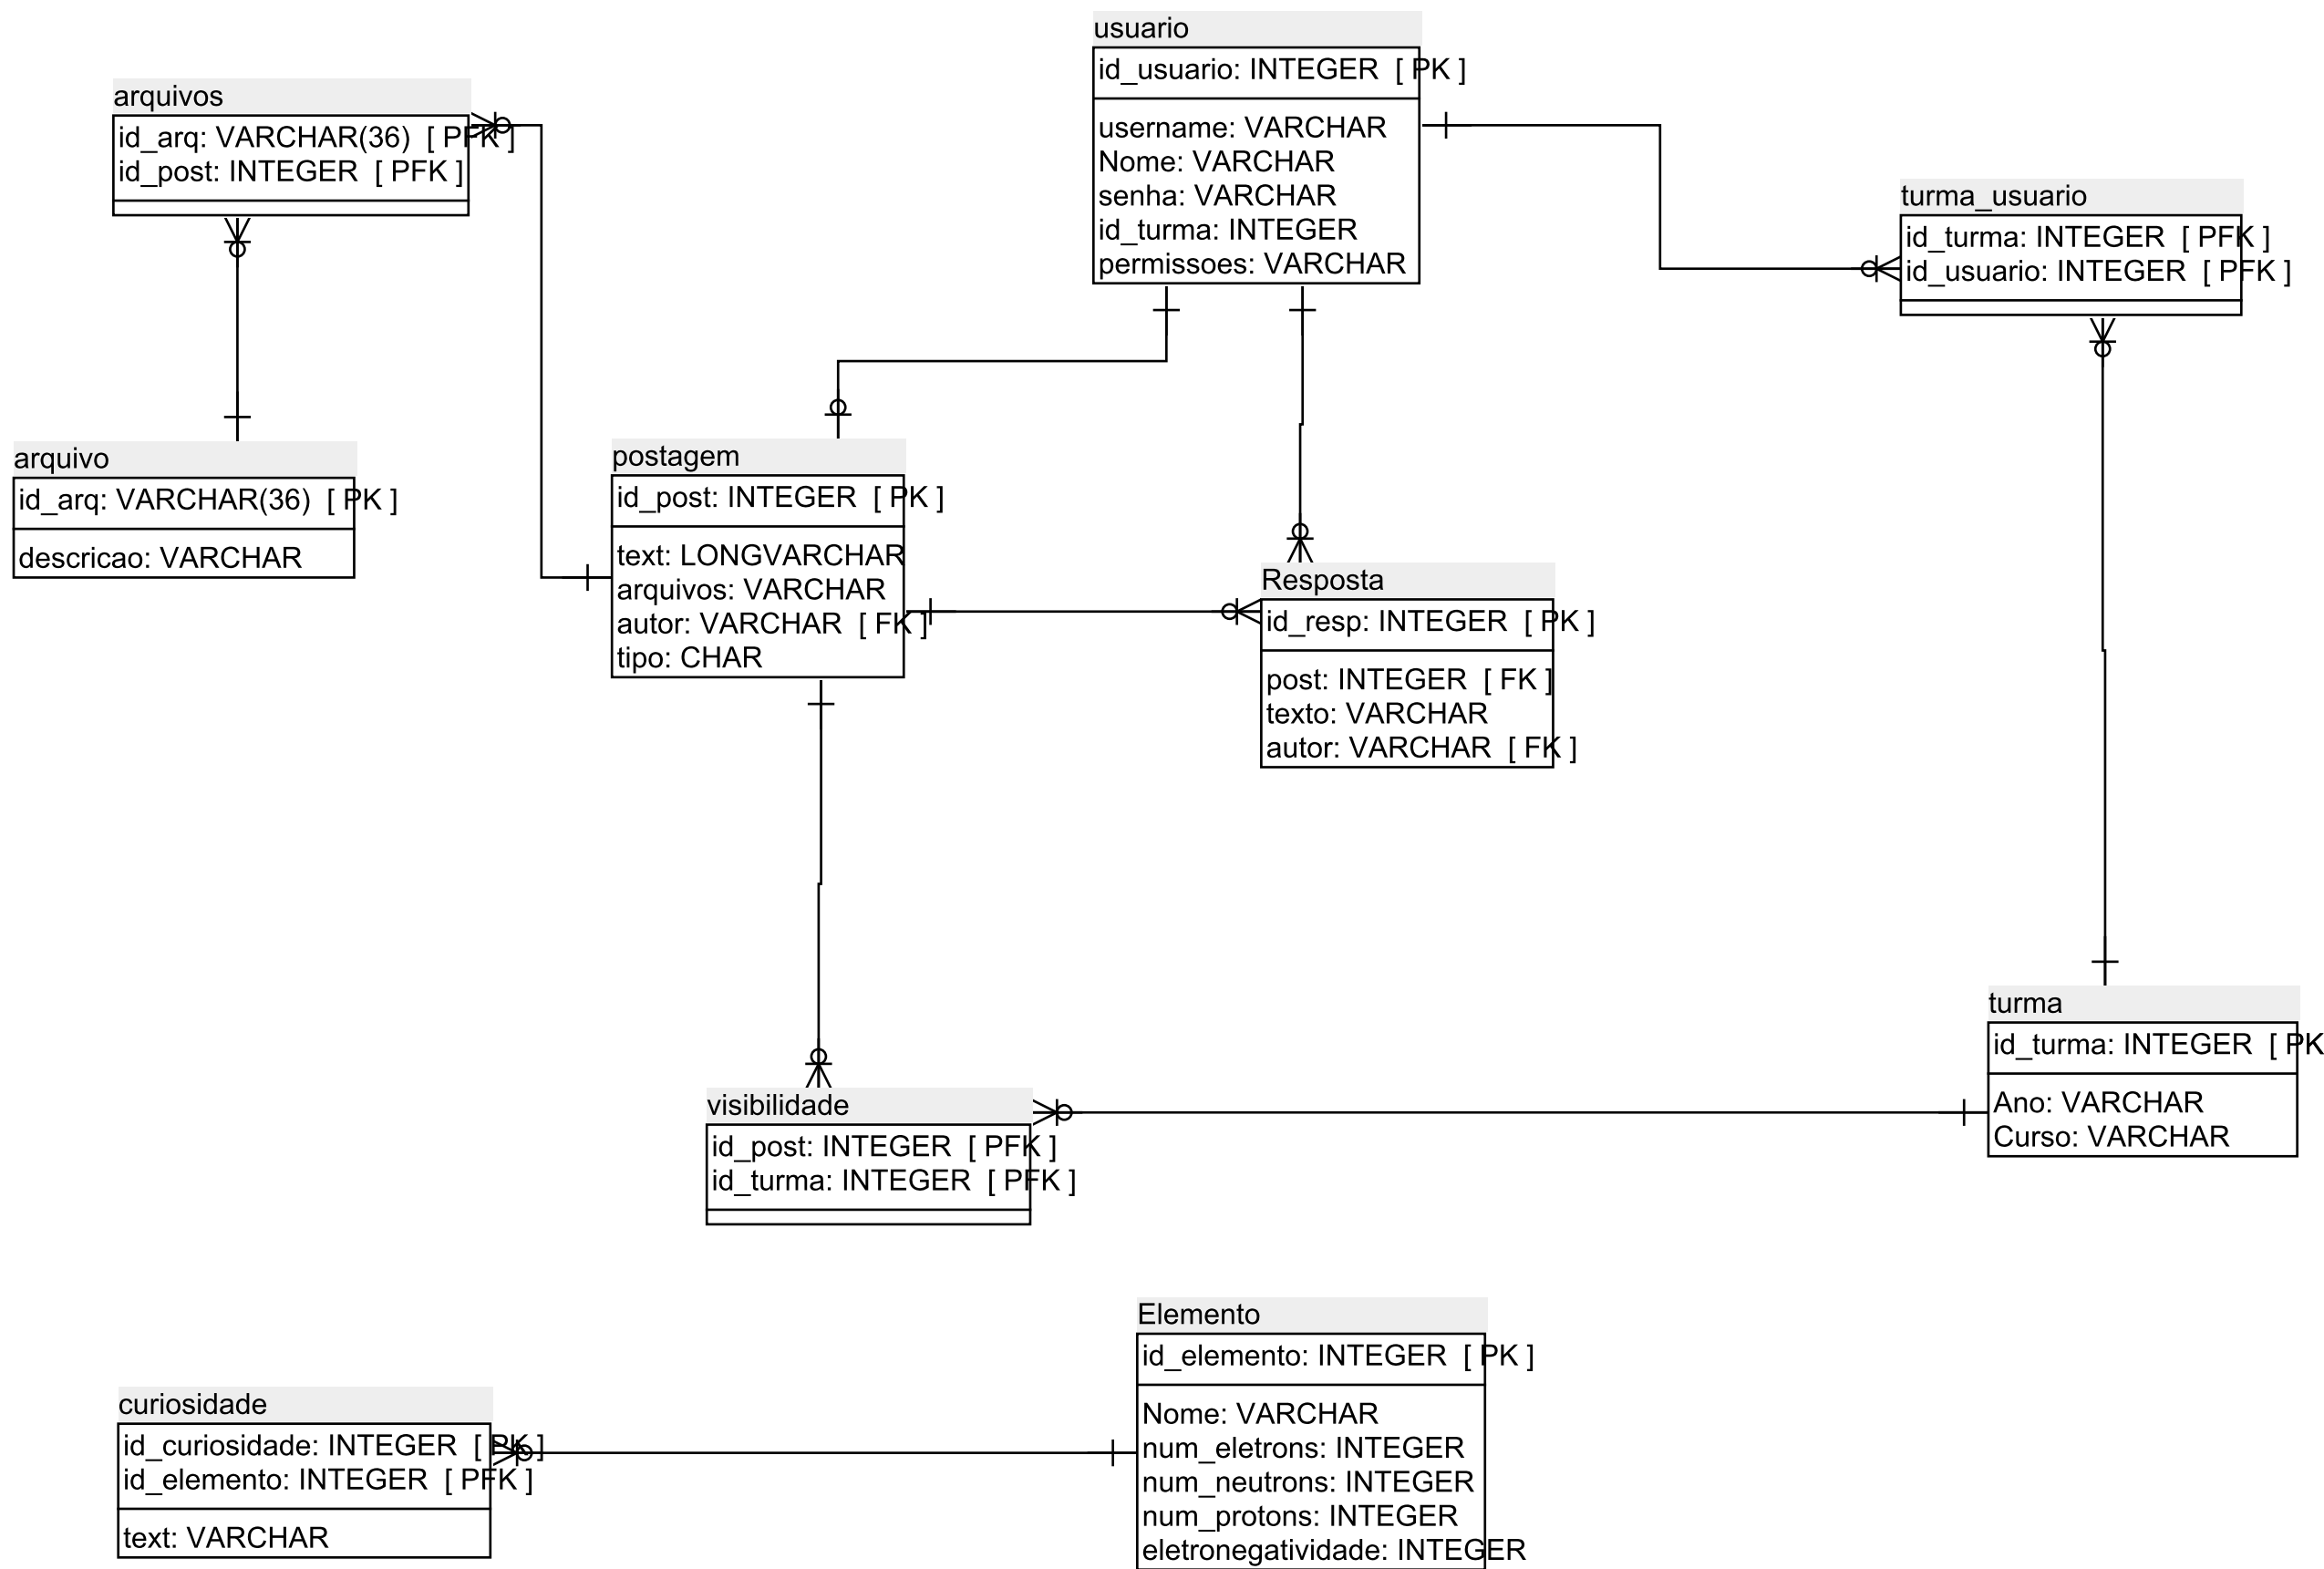 usuario
id_usuario: INTEGER [ PK ]
username: VARCHAR
Nome: VARCHAR
senha: VARCHAR
id_turma: INTEGER
permissoes: VARCHAR
arquivos
id_arq: VARCHAR(36) [ PFK ]
id_post: INTEGER [ PFK ]
turma_usuario
id_turma: INTEGER [ PFK ]
id_usuario: INTEGER [ PFK ]
arquivo
id_arq: VARCHAR(36) [ PK ]
descricao: VARCHAR
postagem
id_post: INTEGER [ PK ]
text: LONGVARCHAR
arquivos: VARCHAR
autor: VARCHAR [ FK ]
tipo: CHAR
Resposta
id_resp: INTEGER [ PK ]
post: INTEGER [ FK ]
texto: VARCHAR
autor: VARCHAR [ FK ]
turma
id_turma: INTEGER [ PK
Ano: VARCHAR
Curso: VARCHAR
visibilidade
id_post: INTEGER [ PFK ]
id_turma: INTEGER [ PFK ]
Elemento
id_elemento: INTEGER [ PK ]
Nome: VARCHAR
num_eletrons: INTEGER
num_neutrons: INTEGER
num_protons: INTEGER
eletronegatividade: INTEGER
curiosidade
id_curiosidade: INTEGER [ PK ]
id_elemento: INTEGER [ PFK ]
text: VARCHAR